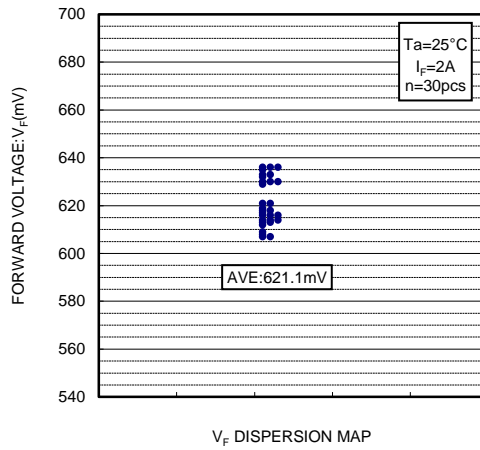 700
680
660
640
620
600
580
560
540
FORWARD VOLTAGE:VF(mV)
Ta=25°C
IF=2A
n=30pcs
AVE:621.1mV
VF DISPERSION MAP